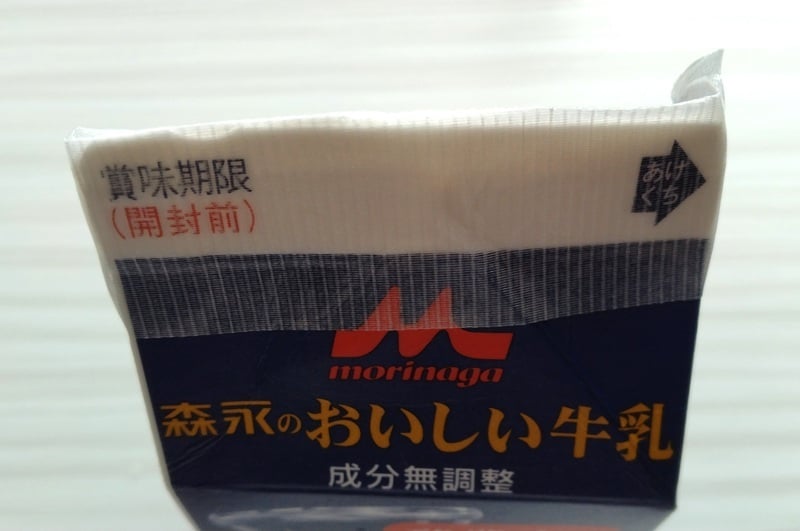 賞味期限
(開封前)
あけ
ぐち
morinaga
森永のおいしい牛乳
成分無調整